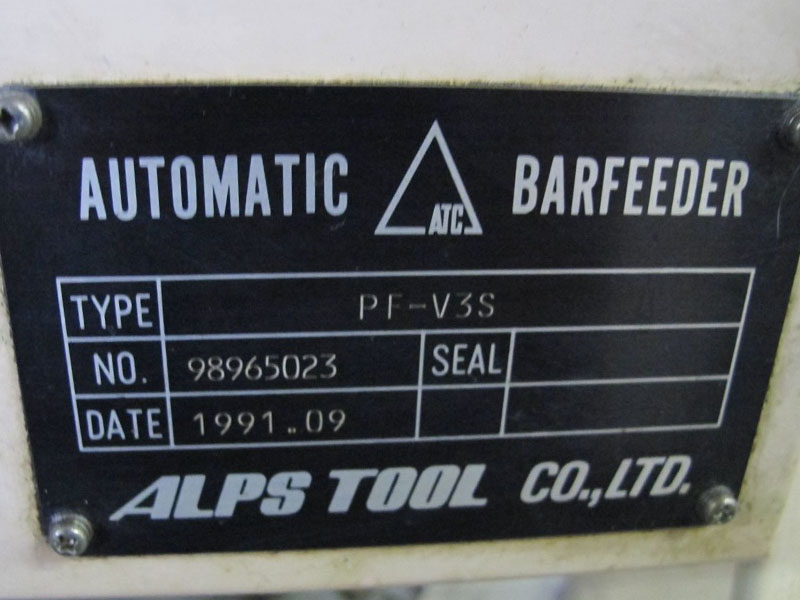 AUTOMATIC ATC BARFEEDER
TYPE PF-V3S
NO. 98965023 SEAL
DATE 1991.09
ALPS TOOL CO.,LTD.